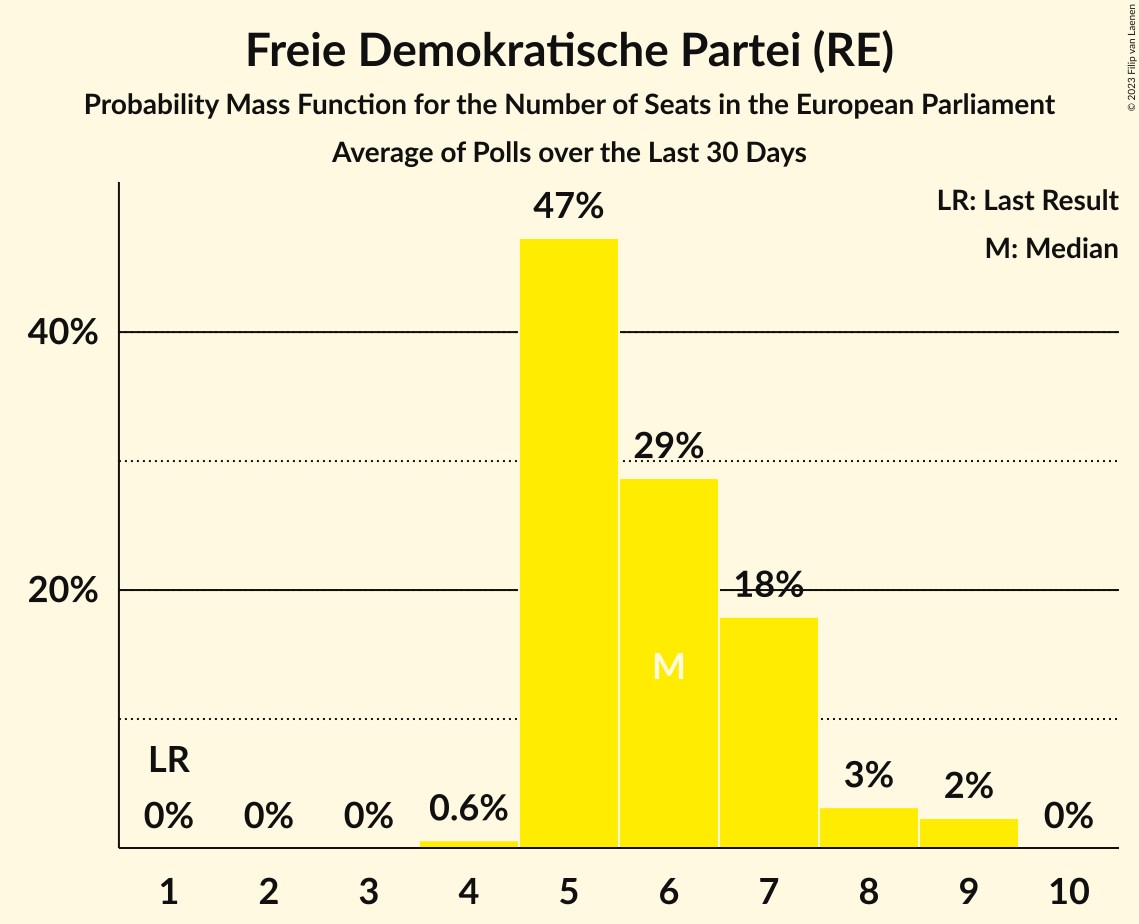 Freie Demokratische Partei (RE)
Probability Mass Function for the Number of Seats in the European Parliament
Average of Polls over the Last 30 Days
© 2023 Filip van Laenen
LR: Last Result
M: Median
47%
40%
29%
20%
18%
M
LR
0%
0%
0%
0.6%
3%
2%
0%
1
2
3
4
5
6
7
8
9
10